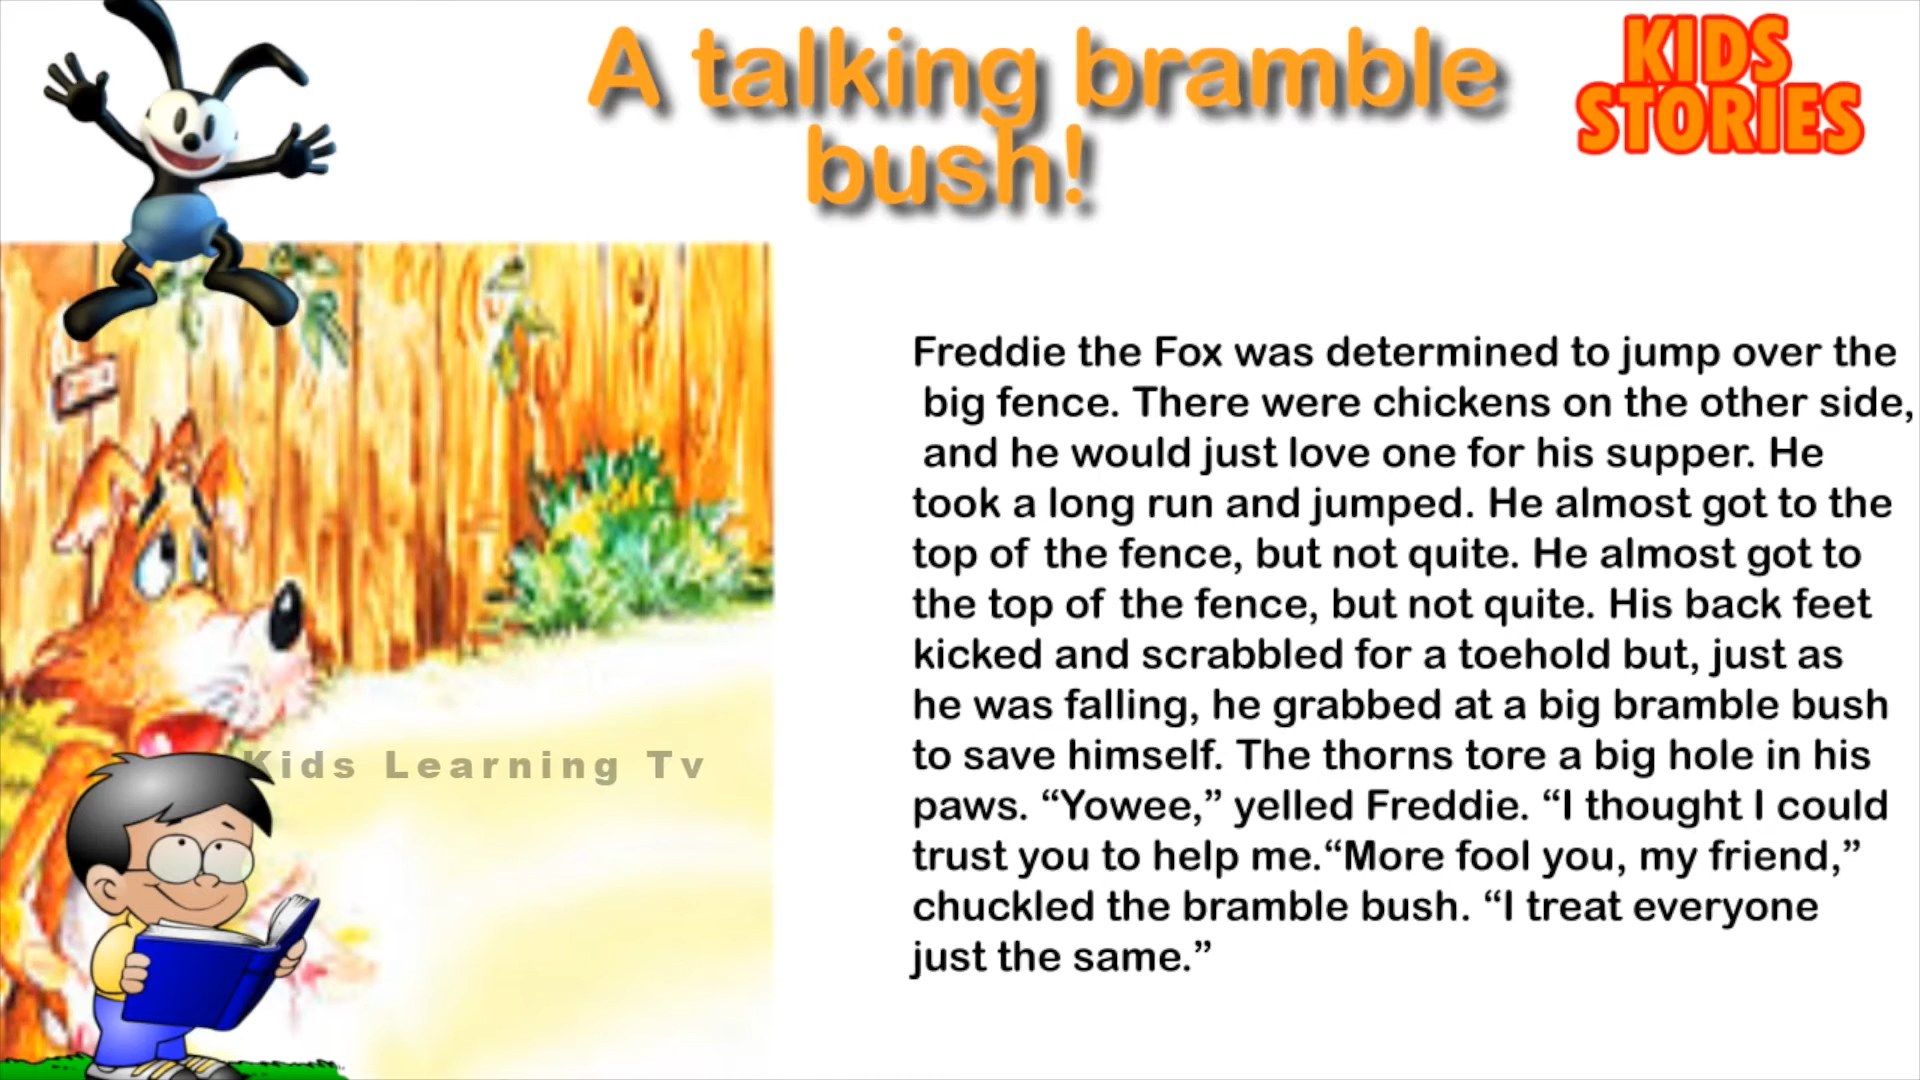 A talking bramble
bush!
KIDS
STORIES
Freddie the Fox was determined to jump over the
big fence. There were chickens on the other side,
and he would just love one for his supper. He
took a long run and jumped. He almost got to the
top of the fence, but not quite. He almost got to
the top of the fence, but not quite. His back feet
kicked and scrabbled for a toehold but, just as
he was falling, he grabbed at a big bramble bush
to save himself. The thorns tore a big hole in his
paws. “Yowee,” yelled Freddie. “I thought I could
trust you to help me.“More fool you, my friend,”
chuckled the bramble bush. “I treat everyone
just the same.”
Kids Learning Tv